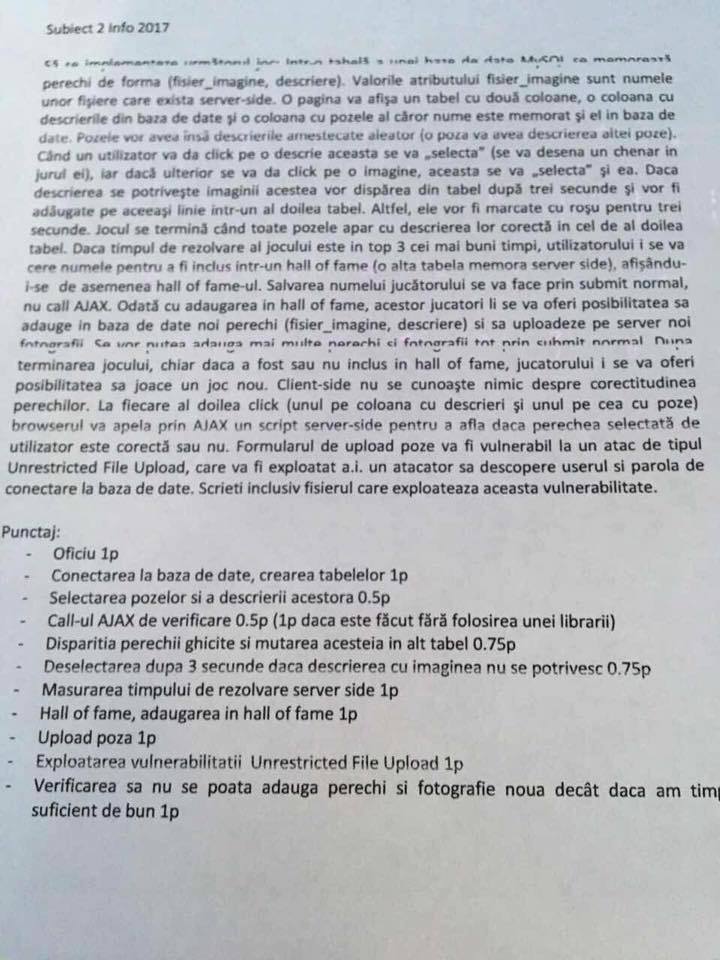 Subiect 2 Info 2017
Să se implementeze următorul joc: Intr-o tabelă a unei baze de date MySQL se memorează
perechi de forma (fisier_imagine, descriere). Valorile atributului fisier_imagine sunt numele
unor fişiere care exista server-side. O pagina va afişa un tabel cu două coloane, o coloana cu
descrierile din baza de date şi o coloana cu pozele al căror nume este memorat şi el in baza de
date. Pozele vor avea însă descrierile amestecate aleator (o poza va avea descrierea altei poze).
Când un utilizator va da click pe o descrie aceasta se va „selecta” (se va desena un chenar in
jurul ei), iar dacă ulterior se va da click pe o imagine, aceasta se va „selecta” şi ea. Daca
descrierea se potriveşte imaginii acestea vor dispărea din tabel după trei secunde şi vor fi
adăugate pe aceeaşi linie intr-un al doilea tabel. Altfel, ele vor fi marcate cu roşu pentru trei
secunde. Jocul se termină când toate pozele apar cu descrierea lor corectă in cel de al doilea
tabel. Daca timpul de rezolvare al jocului este in top 3 cei mai buni timpi, utilizatorului i se va
cere numele pentru a fi inclus intr-un hall of fame (o alta tabela memora server side), afişându-
i-se de asemenea hall of fame-ul. Salvarea numelui jucătorului se va face prin submit normal,
nu call AJAX. Odată cu adaugarea in hall of fame, acestor jucatori li se va oferi posibilitatea sa
adauge in baza de date noi perechi (fisier_imagine, descriere) si sa uploadeze pe server noi
fotografii. Se vor putea adauga mai multe perechi si fotografii tot prin submit normal. Dupa
terminarea jocului, chiar daca a fost sau nu inclus in hall of fame, jucatorului i se va oferi
posibilitatea sa joace un joc nou. Client-side nu se cunoaşte nimic despre corectitudinea
perechilor. La fiecare al doilea click (unul pe coloana cu descrieri şi unul pe cea cu poze)
browserul va apela prin AJAX un script server-side pentru a afla daca perechea selectată de
utilizator este corectă sau nu. Formularul de upload poze va fi vulnerabil la un atac de tipul
Unrestricted File Upload, care va fi exploatat a.i. un atacator sa descopere userul si parola de
conectare la baza de date. Scrieti inclusiv fisierul care exploateaza aceasta vulnerabilitate.
Punctaj:
- Oficiu 1p
- Conectarea la baza de date, crearea tabelelor 1p
- Selectarea pozelor si a descrierii acestora 0.5p
- Call-ul AJAX de verificare 0.5p (1p daca este făcut fără folosirea unei librarii)
- Disparitia perechii ghicite si mutarea acesteia in alt tabel 0.75p
- Deselectarea dupa 3 secunde daca descrierea cu imaginea nu se potrivesc 0.75p
- Masurarea timpului de rezolvare server side 1p
- Hall of fame, adaugarea in hall of fame 1p
- Upload poza 1p
- Exploatarea vulnerabilitatii Unrestricted File Upload 1p
- Verificarea sa nu se poata adauga perechi si fotografie noua decât daca am timp
suficient de bun 1p